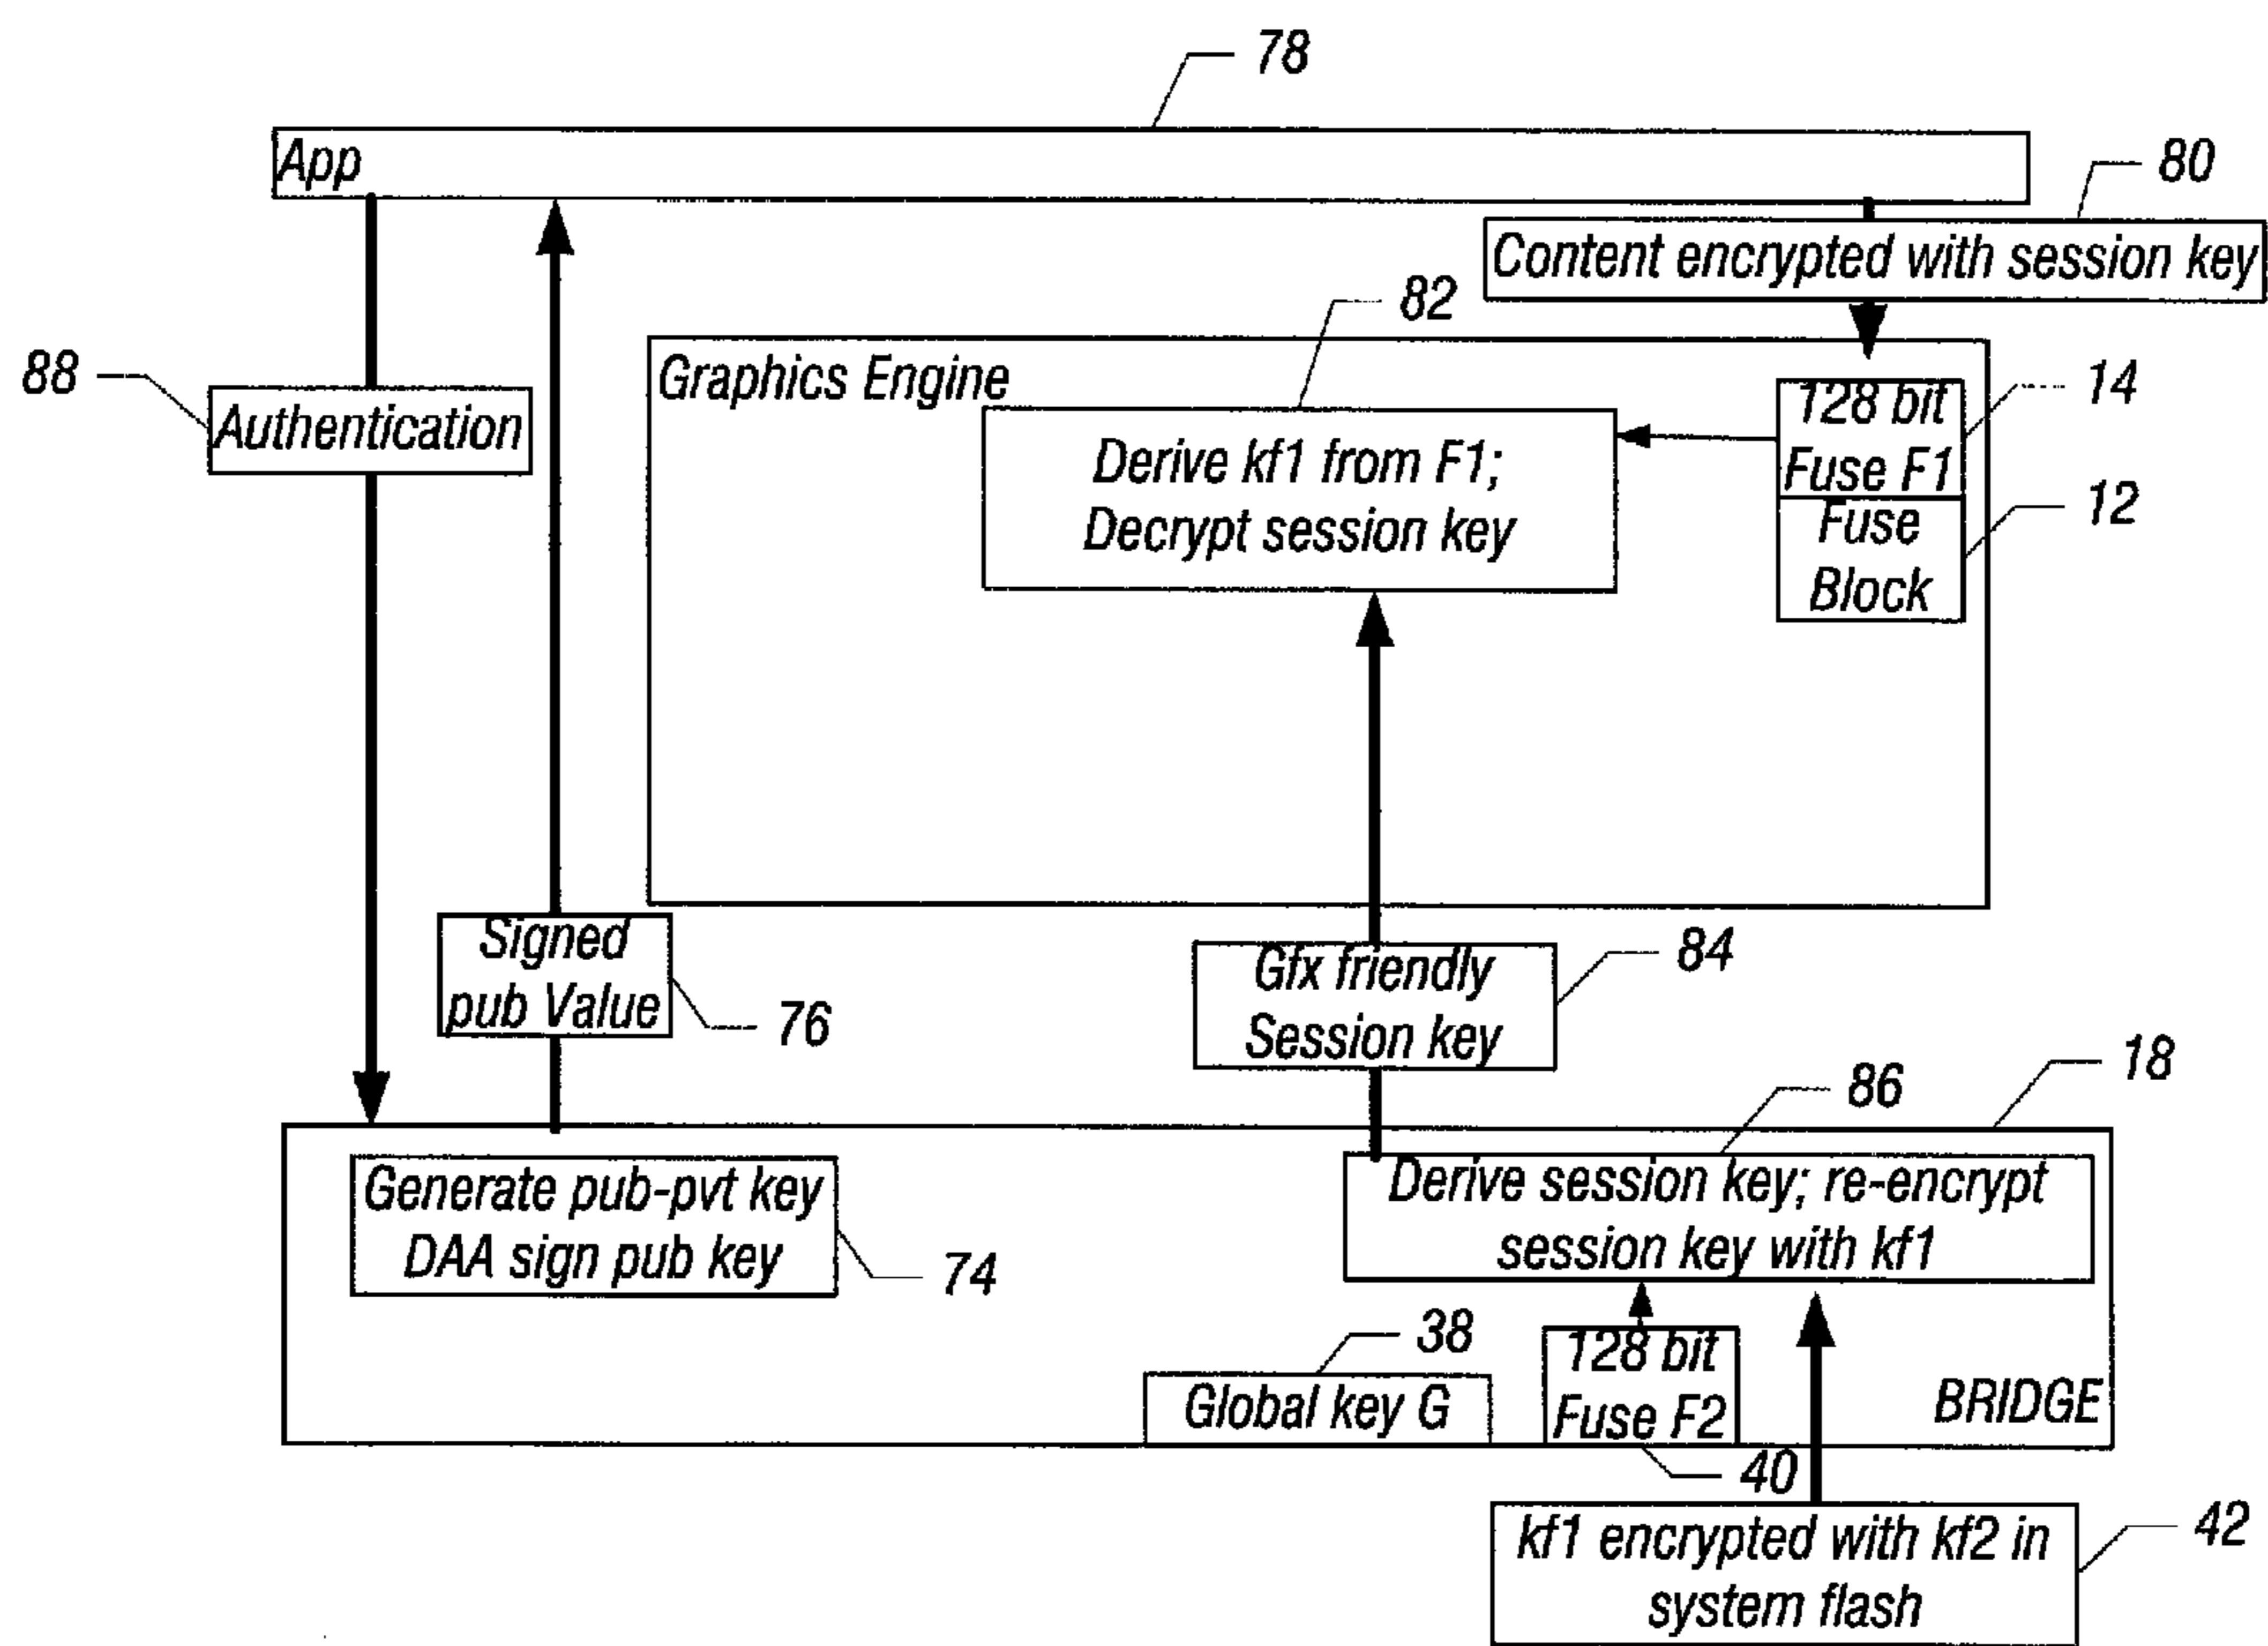 78
App
80
Content encrypted with session key
82
88
Graphics Engine
14
128 bit
Fuse F1
Authentication
Derive kf1 from F1;
Decrypt session key
12
Fuse
Block
Signed
pub Value
76
Gfx friendly
Session key
84
18
86
Generate pub-pvt key
DAA sign pub key
74
Derive session key; re-encrypt
session key with kf1
38
Global key G
128 bit
Fuse F2
BRIDGE
40
kf1 encrypted with kf2 in
system flash
42